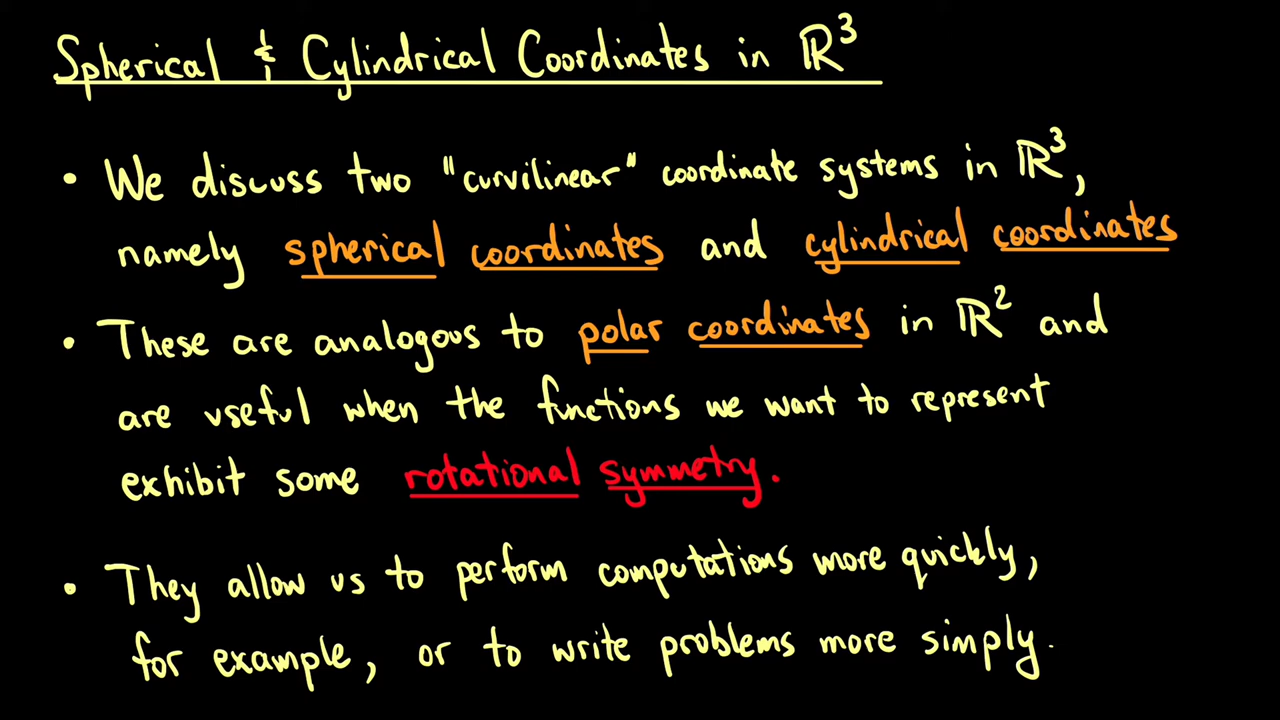 Spherical & Cylindrical Coordinates in ℝ³
• We discuss two "curvilinear" coordinate systems in ℝ³,
namely spherical coordinates and cylindrical coordinates
• These are analogous to polar coordinates in ℝ² and
are useful when the functions we want to represent
exhibit some rotational symmetry.
• They allow us to perform computations more quickly,
for example, or to write problems more simply.